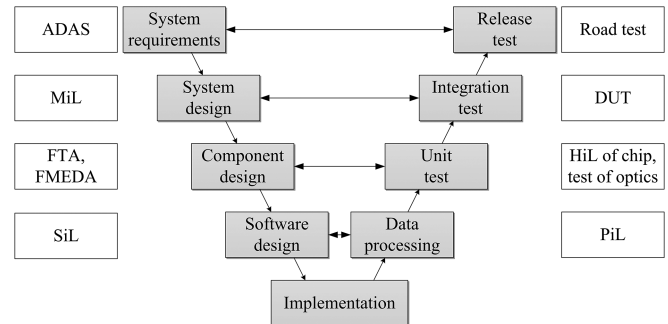 ADAS
System
requirements
Release
test
Road test
MiL
System
design
Integration
test
DUT
FTA,
FMEDA
Component
design
Unit
test
HiL of chip,
test of optics
SiL
Software
design
Data
processing
PiL
Implementation